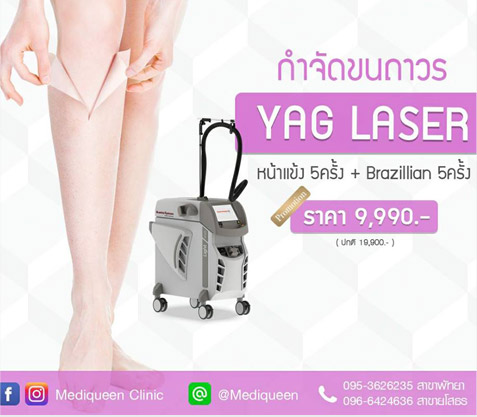 กำจัดขนถาวร
YAG LASER
หน้าแข้ง 5ครั้ง + Brazillian 5ครั้ง
Promotion
ราคา 9,990.-
( ปกติ 19,900.- )
Mediqueen Clinic
@Mediqueen
095-3626235 สาขาพัทยา
096-6424636 สาขายโสธร